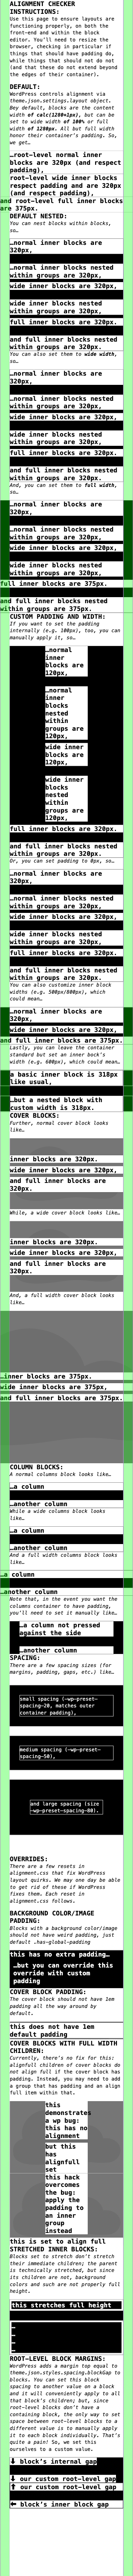 ALIGNMENT CHECKER
INSTRUCTIONS:
Use this page to ensure layouts are
functioning properly, on both the
front-end and within the block
editor. You'll need to resize the
browser, checking in particular if
things that should have padding do,
while things that should not do not
(and that these do not extend beyond
the edges of their container).
DEFAULT:
WordPress controls alignment via
theme.json.settings.layout object.
Key default, blocks are the content
width of calc(1280+1px), but can be
set to wide widths of 100% or full
width of 1280px. All but full width
honor their container's padding. So,
we get…
…root-level normal inner
blocks are 320px (and respect
padding),
root-level wide inner blocks
respect padding and are 320px
(and respect padding),
and root-level full inner blocks
are 375px.
DEFAULT NESTED:
You can nest blocks within blocks,
so…
…normal inner blocks are
320px,
…normal inner blocks nested
within groups are 320px,
wide inner blocks are 320px,
wide inner blocks nested
within groups are 320px,
full inner blocks are 320px.
and full inner blocks nested
within groups are 320px.
You can also set them to wide width,
so…
…normal inner blocks are
320px,
…normal inner blocks nested
within groups are 320px,
wide inner blocks are 320px,
wide inner blocks nested
within groups are 320px,
full inner blocks are 320px,
and full inner blocks nested
within groups are 320px.
And, you can set them to full width,
so…
…normal inner blocks are
320px,
…normal inner blocks nested
within groups are 320px,
wide inner blocks are 320px,
wide inner blocks nested
within groups are 320px,
full inner blocks are 375px.
and full inner blocks nested
within groups are 375px.
CUSTOM PADDING AND WIDTH:
If you want to set the padding
internally (e.g. 100px), too, you can
manually apply it, so…
…normal
inner
blocks are
120px,
…normal
inner
blocks
nested
within
groups are
120px,
wide inner
blocks are
120px,
wide inner
blocks
nested
within
groups are
120px,
full inner blocks are 320px.
and full inner blocks nested
within groups are 320px.
Or, you can set padding to 0px, so…
…normal inner blocks are
320px,
…normal inner blocks nested
within groups are 320px,
wide inner blocks are 320px,
wide inner blocks nested
within groups are 320px,
full inner blocks are 320px,
and full inner blocks nested
within groups are 320px.
You can also customize inner block
widths (e.g. 500px/800px), which
could mean…
…normal inner blocks are
320px,
wide inner blocks are 320px,
and full inner blocks are 375px.
Lastly, you can leave the container
standard but set an inner bock's
width (e.g. 600px), which could mean…
a basic inner block is 318px
like usual,
…but a nested block with
custom width is 318px.
COVER BLOCKS:
Further, normal cover block looks
like…
inner blocks are 320px.
wide inner blocks are 320px,
and full inner blocks are
320px.
While, a wide cover block looks like…
inner blocks are 320px.
wide inner blocks are 320px,
and full inner blocks are
320px.
And, a full width cover block looks
like…
…inner blocks are 375px.
wide inner blocks are 375px,
and full inner blocks are 375px.
COLUMN BLOCKS:
A normal columns block looks like…
…a column
…another column
While a wide columns block looks
like…
…a column
…another column
And a full width columns block looks
like…
…a column
…another column
Note that, in the event you want the
columns container to have padding,
you'll need to set it manually like…
…a column not pressed
against the side
…another column
SPACING:
There are a few spacing sizes (for
margins, padding, gaps, etc.) like…
small spacing (–wp-preset–
spacing–20, matches outer
container padding),
medium spacing (–wp-preset–
spacing–50),
and large spacing (size
–wp-preset–spacing–80).
OVERRIDES:
There are a few resets in
alignment.css that fix WordPress
layout quirks. We may one day be able
to get rid of these if WordPress
fixes them. Each reset in
alignment.css follows.
BACKGROUND COLOR/IMAGE
PADDING:
Blocks with a background color/image
should not have weird padding, just
default .has-global-padding
this has no extra padding…
…but you can override this
override with custom
padding
COVER BLOCK PADDING:
The cover block should not have 1em
padding all the way around by
default.
this does not have 1em
default padding
COVER BLOCKS WITH FULL WIDTH
CHILDREN:
Currently, there's no fix for this:
alignfull children of cover blocks do
not align full if the cover block has
padding. Instead, you may need to add
a group that has padding and an align
full item within that.
this
demonstrates
a wp bug:
this has no
alignment
but this
has
alignfull
set
this hack
overcomes
the bug:
apply the
padding to
an inner
group
instead
this is set to align full
STRETCHED INNER BLOCKS:
Blocks set to stretch don't stretch
their immediate children; the parent
is technically stretched, but since
its children are not, background
colors and such are not properly full
height.
this stretches full height
…
…
…
…
ROOT-LEVEL BLOCK MARGINS:
WordPress adds a margin top equal to
theme.json.styles.spacing.blockGap to
blocks. You can set this block
spacing to another value on a block
and it will conveniently apply to all
that block's children; but, since
root-level blocks don't have a
containing block, the only way to set
space between root-level blocks to a
different value is to manually apply
it to each block individually. That's
quite a pain! So, we set this
ourselves to a custom value.
↓ block's internal gap
↓ our custom root-level gap
↑ our custom root-level gap
← block's inner block gap